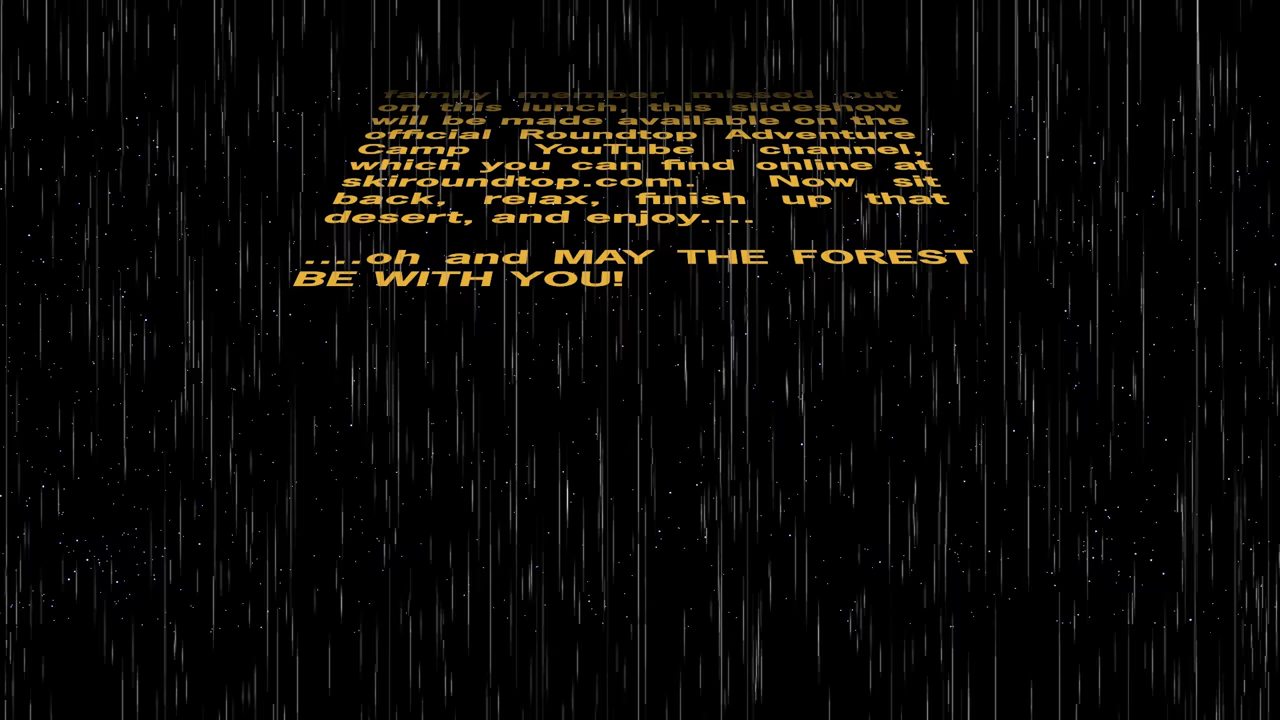 family member missed out
on this lunch, this slideshow
will be made available on the
official Roundtop Adventure
Camp YouTube channel,
which you can find online at
skiroundtop.com. Now sit
back, relax, finish up that
desert, and enjoy....
....oh and MAY THE FOREST
BE WITH YOU!